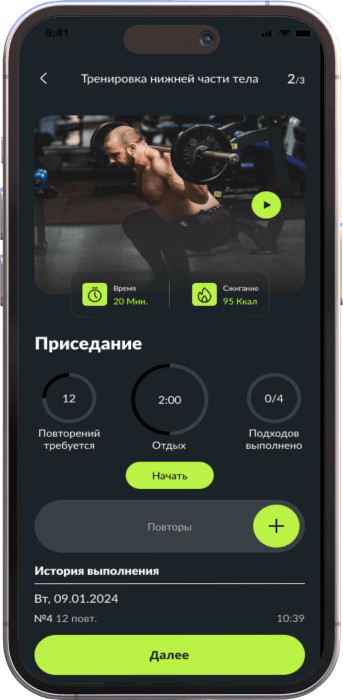 9:41
Тренировка нижней части тела 2/3
Время
20 Мин.
Сжигание
95 Ккал
Приседание
12
2:00
0/4
Повторений требуется
Отдых
Подходов выполнено
Начать
Повторы
+
История выполнения
Вт, 09.01.2024
№4 12 повт. 10:39
Далее